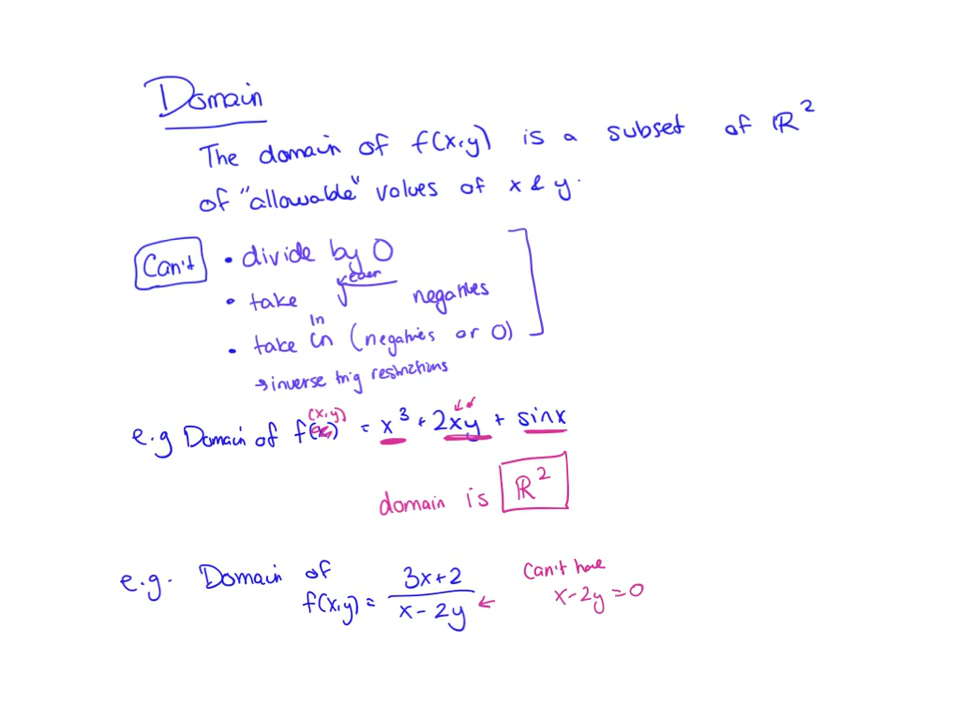 Domain
The domain of f(x,y) is a subset of ℝ²
of "allowable" values of x & y.
Can't • divide by 0
• take √even negatives
ln
• take ln (negatives or 0)
→ inverse trig restrictions
(x,y)
e.g Domain of f(x) = x³ + 2xy + sinx
domain is ℝ²
e.g. Domain of
f(x,y) = (3x+2)/(x-2y) ← Can't have x-2y=0